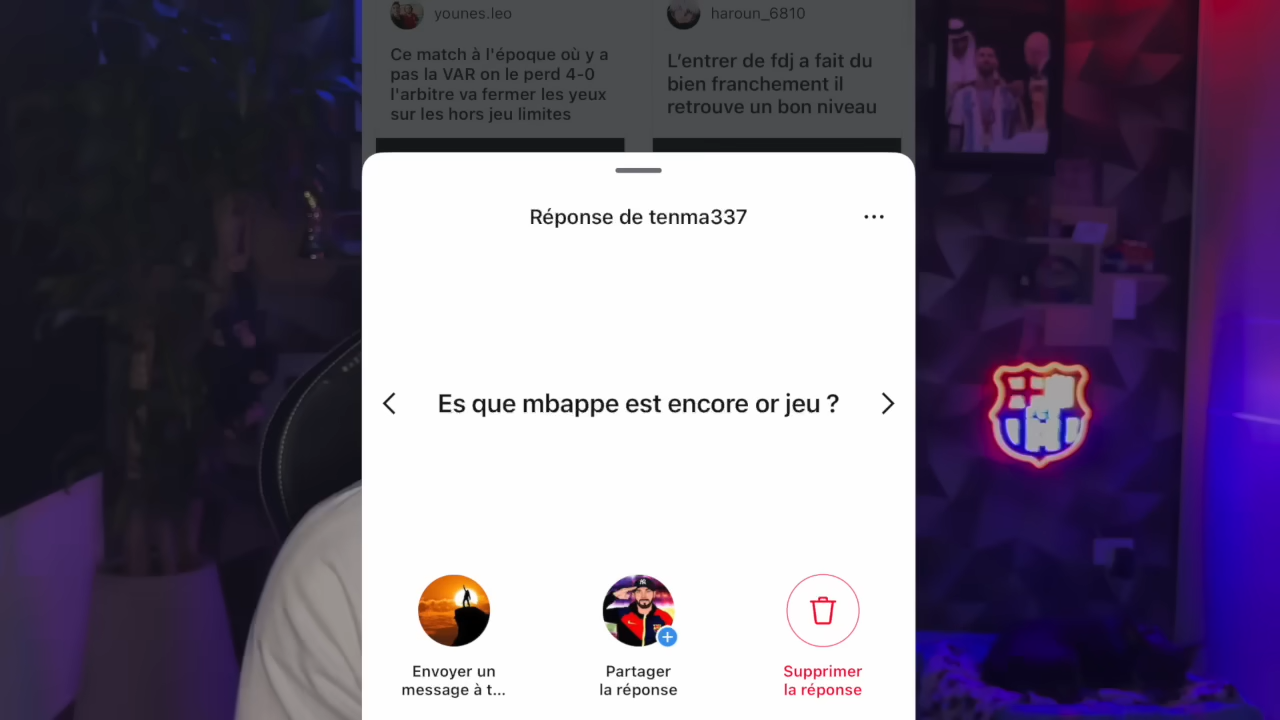 younes.leo
Ce match à l'époque où y a
pas la VAR on le perd 4-0
l'arbitre va fermer les yeux
sur les hors jeu limites
haroun_6810
L'entrer de fdj a fait du
bien franchement il
retrouve un bon niveau
Réponse de tenma337
Es que mbappe est encore or jeu ?
Envoyer un
message à t...
Partager
la réponse
Supprimer
la réponse